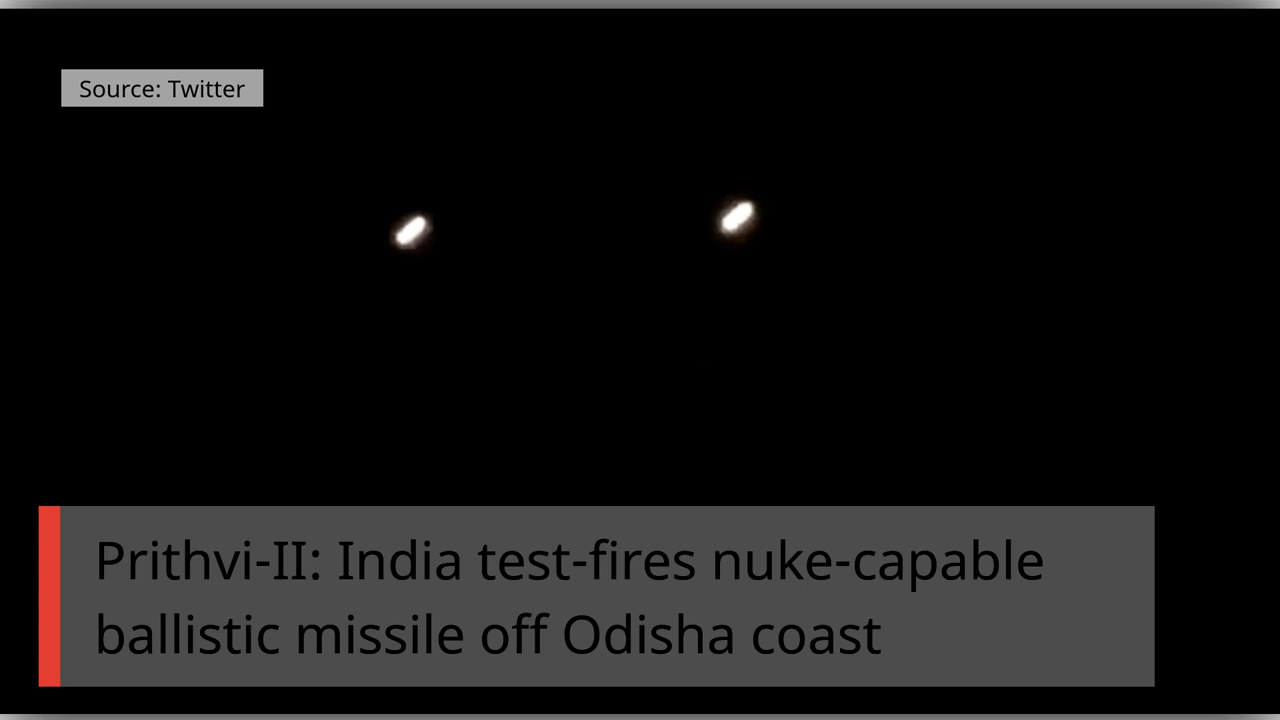 Source: Twitter
Prithvi-II: India test-fires nuke-capable
ballistic missile off Odisha coast